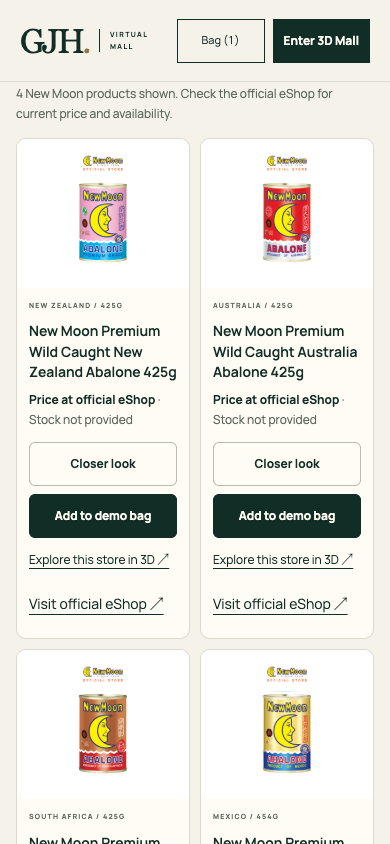 GJH.
VIRTUAL
MALL
Bag (1)
Enter 3D Mall
4 New Moon products shown. Check the official eShop for
current price and availability.
NewMoon
OFFICIAL STORE
NewMoon
ABALONE
NEW ZEALAND / 425G
New Moon Premium
Wild Caught New
Zealand Abalone 425g
Price at official eShop ·
Stock not provided
Closer look
Add to demo bag
Explore this store in 3D ↗
Visit official eShop ↗
NewMoon
OFFICIAL STORE
NewMoon
ABALONE
AUSTRALIA / 425G
New Moon Premium
Wild Caught Australia
Abalone 425g
Price at official eShop ·
Stock not provided
Closer look
Add to demo bag
Explore this store in 3D ↗
Visit official eShop ↗
NewMoon
OFFICIAL STORE
NewMoon
ABALONE
SOUTH AFRICA / 425G
New Moon Premium
NewMoon
OFFICIAL STORE
NewMoon
ABALONE
MEXICO / 454G
New Moon Premium